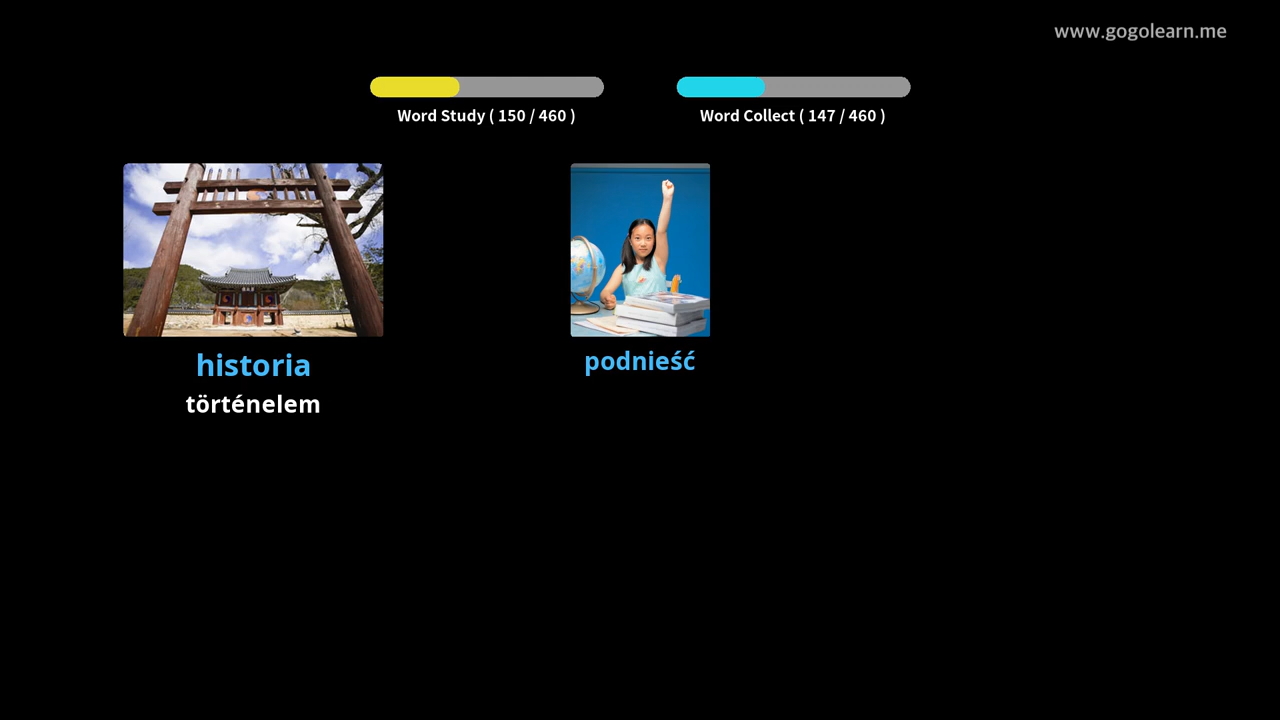 www.gogolearn.me
Word Study ( 150 / 460 )
Word Collect ( 147 / 460 )
historia
történelem
podnieść